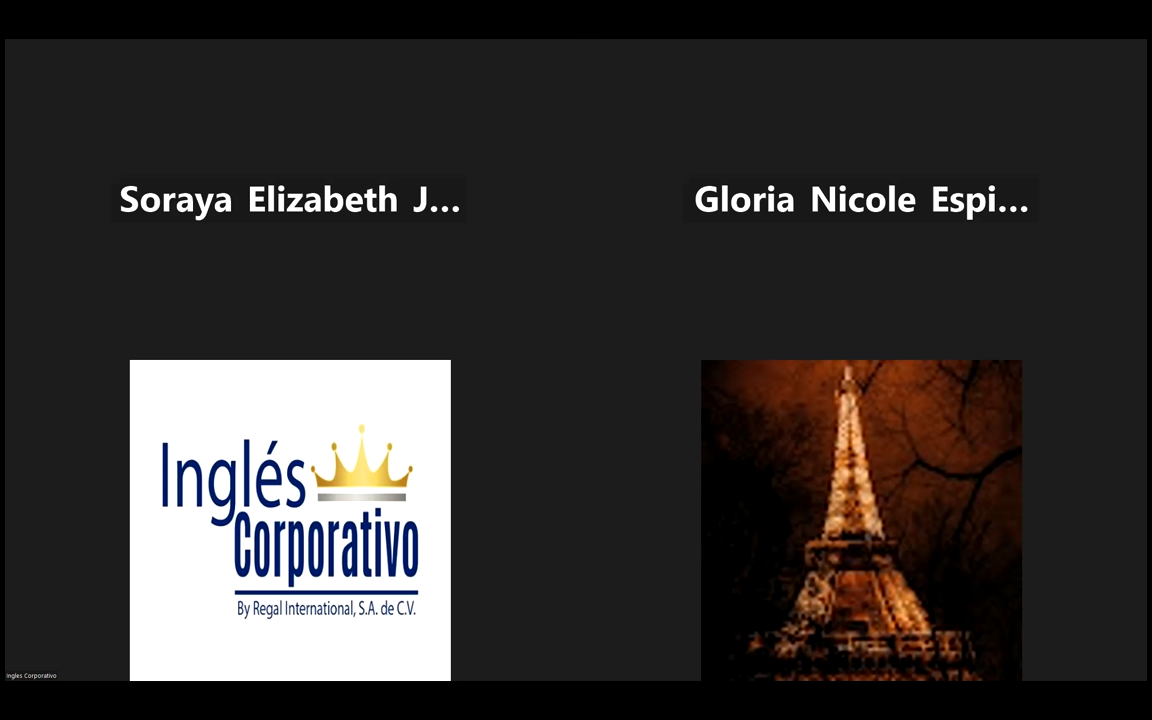 Soraya Elizabeth J...
Gloria Nicole Espi...
Inglés
Corporativo
By Regal International, S.A. de C.V.
Ingles Corporativo